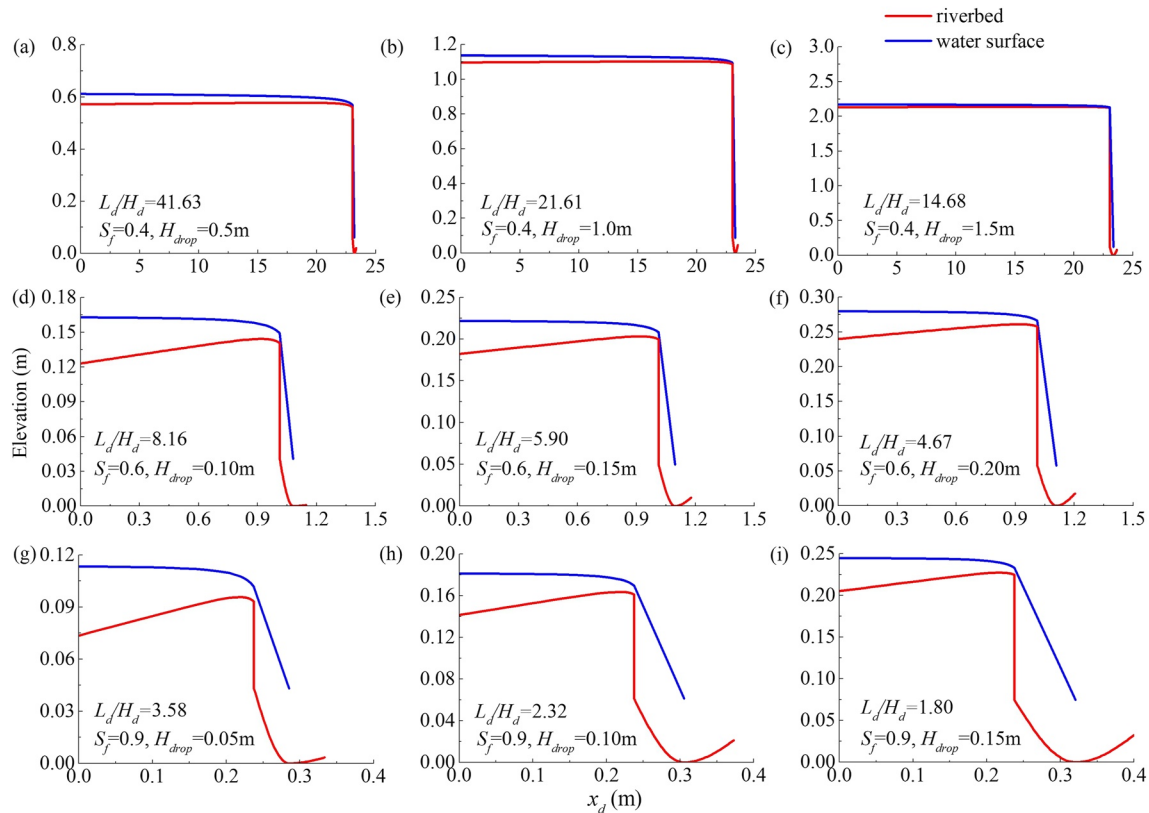 riverbed
water surface
(a)
0.8
0.6
0.4
0.2
0.0
L_d/H_d=41.63
S_f=0.4, H_drop=0.5m
0 5 10 15 20 25
(b)
1.2
1.0
0.8
0.6
0.4
0.2
0.0
L_d/H_d=21.61
S_f=0.4, H_drop=1.0m
0 5 10 15 20 25
(c)
3.0
2.5
2.0
1.5
1.0
0.5
0.0
L_d/H_d=14.68
S_f=0.4, H_drop=1.5m
0 5 10 15 20 25
Elevation (m)
(d)
0.18
0.15
0.12
0.09
0.06
0.03
0.00
L_d/H_d=8.16
S_f=0.6, H_drop=0.10m
0.0 0.3 0.6 0.9 1.2 1.5
(e)
0.25
0.20
0.15
0.10
0.05
0.00
L_d/H_d=5.90
S_f=0.6, H_drop=0.15m
0.0 0.3 0.6 0.9 1.2 1.5
(f)
0.30
0.25
0.20
0.15
0.10
0.05
0.00
L_d/H_d=4.67
S_f=0.6, H_drop=0.20m
0.0 0.3 0.6 0.9 1.2 1.5
(g)
0.12
0.09
0.06
0.03
0.00
L_d/H_d=3.58
S_f=0.9, H_drop=0.05m
0.0 0.1 0.2 0.3 0.4
(h)
0.20
0.16
0.12
0.08
0.04
0.00
L_d/H_d=2.32
S_f=0.9, H_drop=0.10m
0.0 0.1 0.2 0.3 0.4
(i)
0.25
0.20
0.15
0.10
0.05
0.00
L_d/H_d=1.80
S_f=0.9, H_drop=0.15m
0.0 0.1 0.2 0.3 0.4
x_d (m)